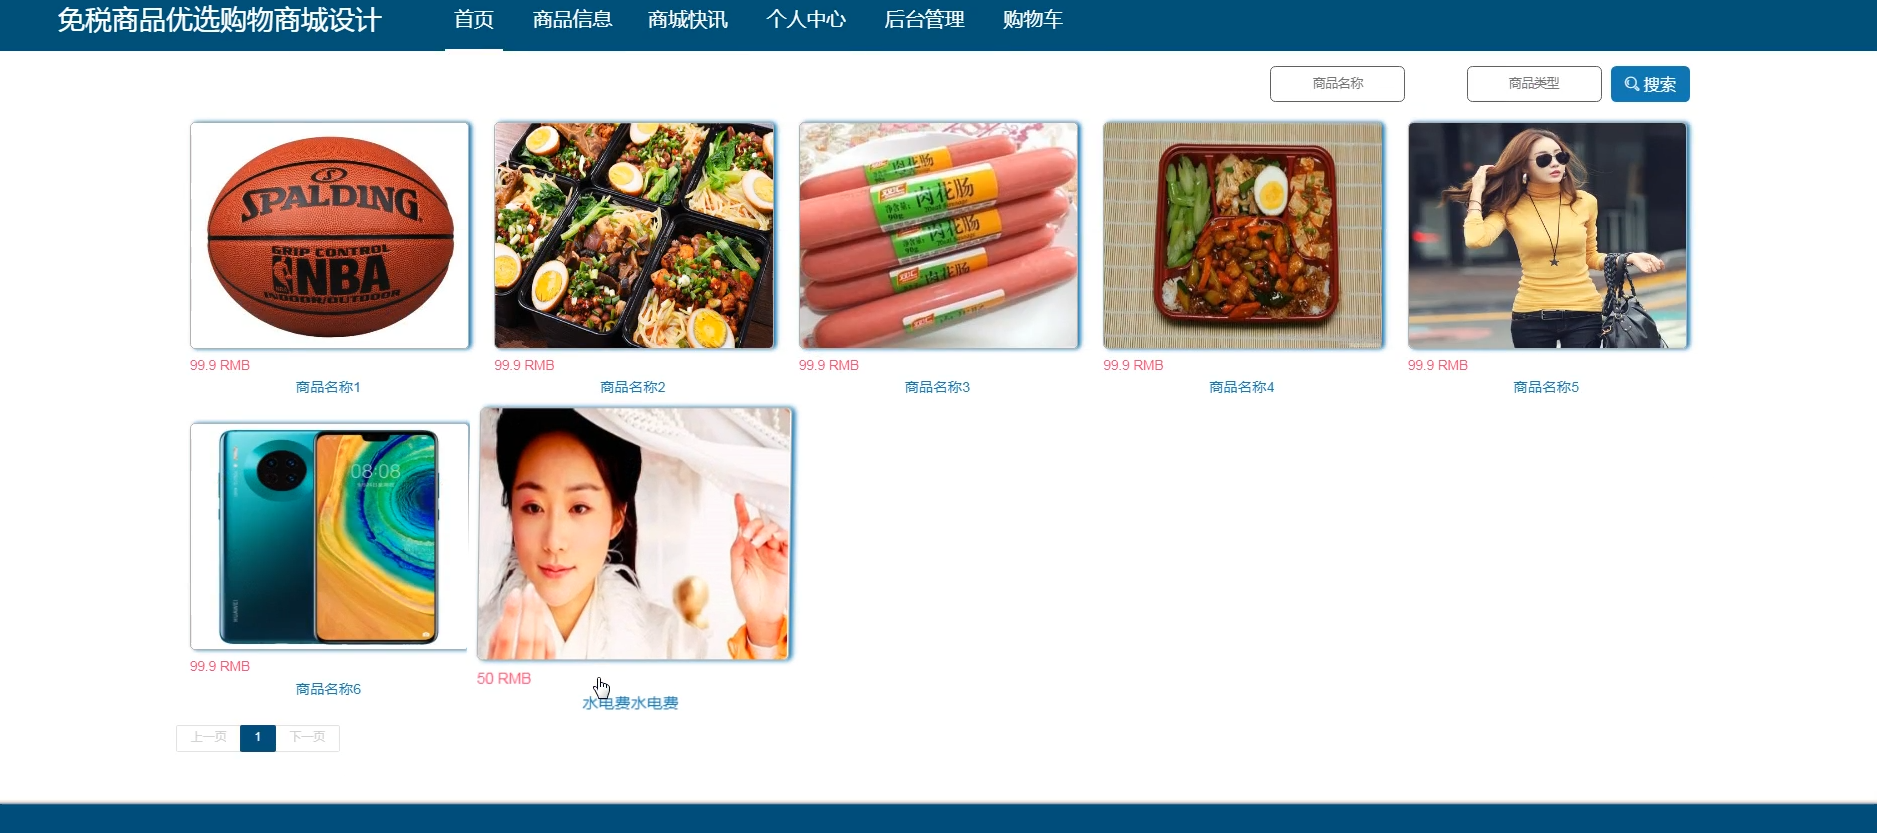 免税商品优选购物商城设计 首页 商品信息 商城快讯 个人中心 后台管理 购物车
商品名称 商品类型 搜索
SPALDING
GRIP CONTROL
NBA
INDOOR/OUTDOOR
肉花肠
净含量:
90g
肉花肠
肉花肠
90g
肉花肠
99.9 RMB 99.9 RMB 99.9 RMB 99.9 RMB 99.9 RMB
商品名称1 商品名称2 商品名称3 商品名称4 商品名称5
08:08
HUAWEI
99.9 RMB 50 RMB
商品名称6 水电费水电费
上一页 1 下一页